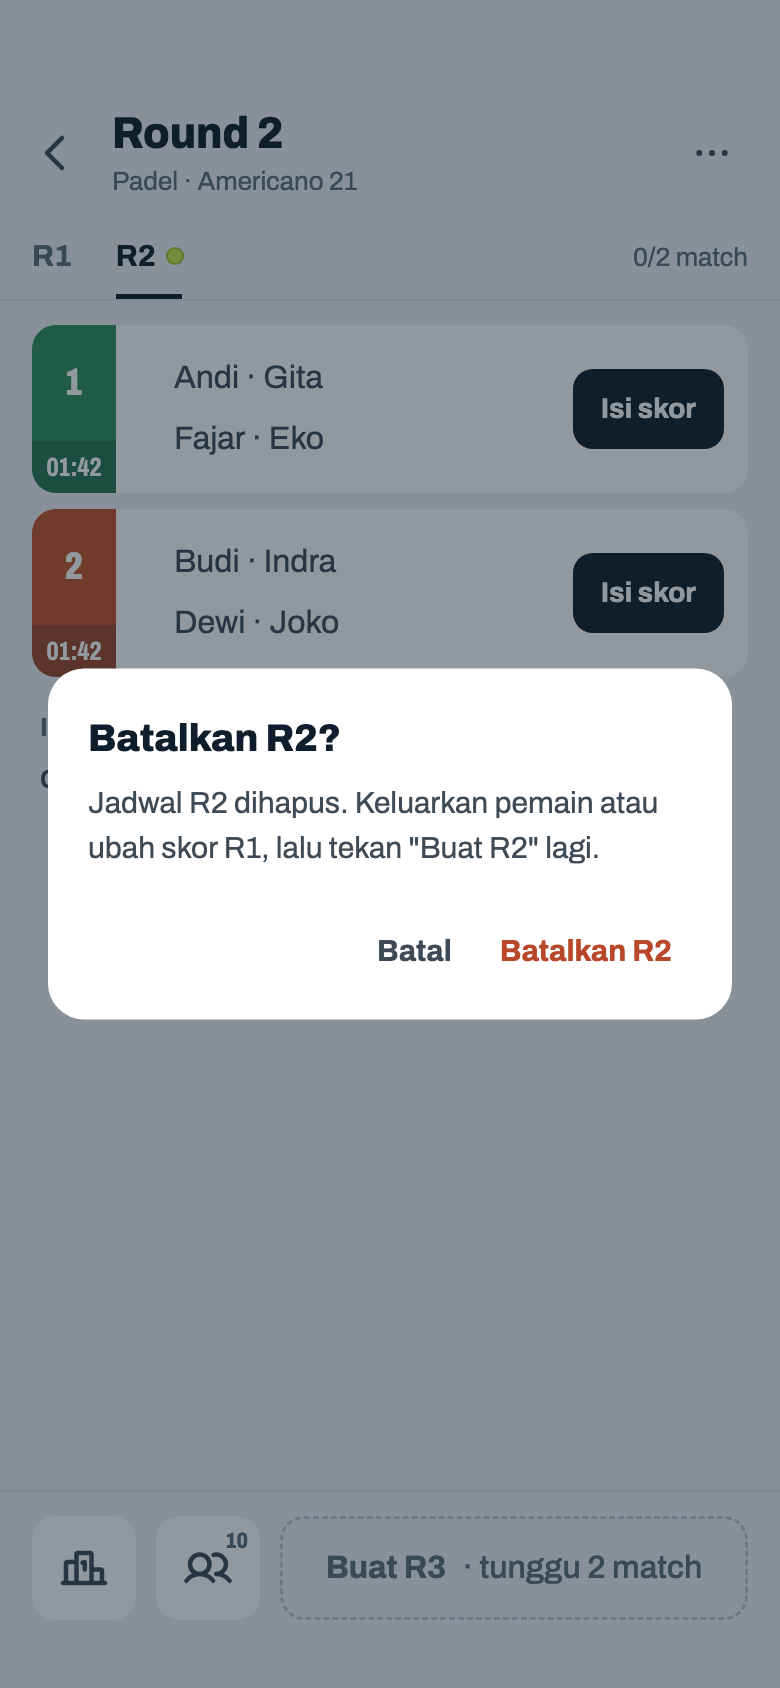 Round 2
Padel · Americano 21
R1
R2
0/2 match
1
01:42
Andi · Gita
Fajar · Eko
Isi skor
2
01:42
Budi · Indra
Dewi · Joko
Isi skor
Batalkan R2?
Jadwal R2 dihapus. Keluarkan pemain atau
ubah skor R1, lalu tekan "Buat R2" lagi.
Batal
Batalkan R2
10
Buat R3 · tunggu 2 match